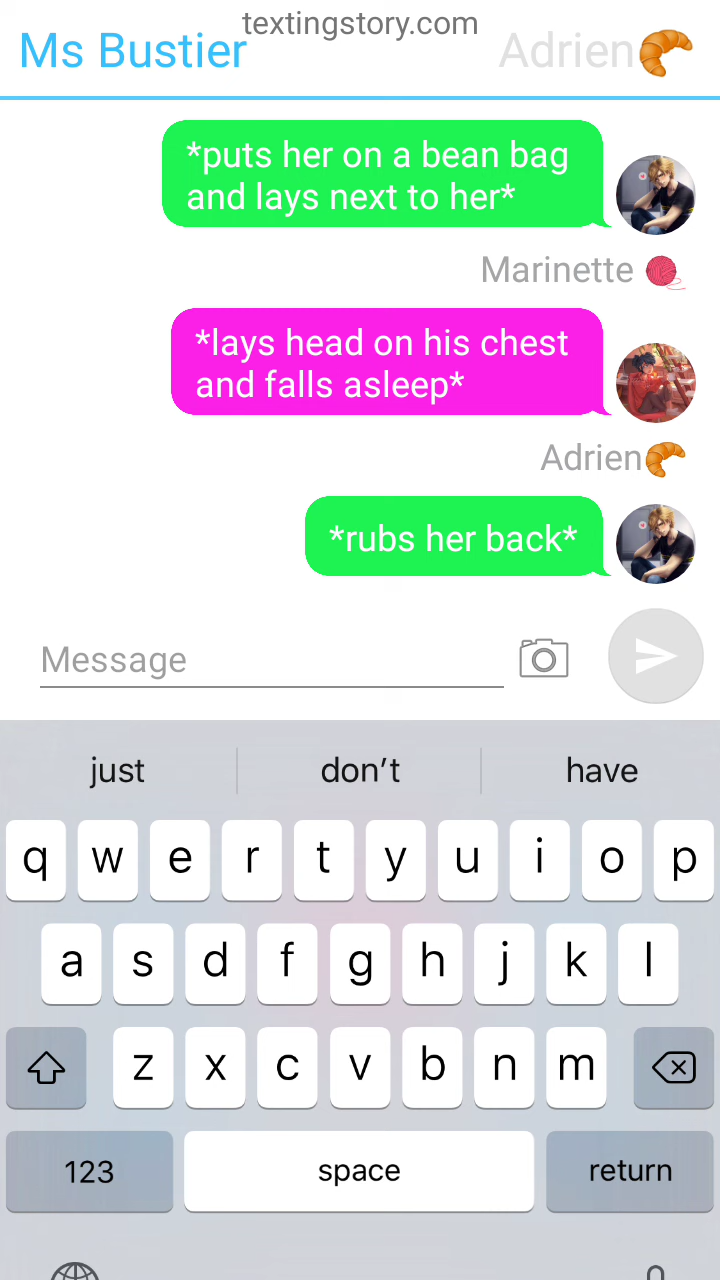 textingstory.com
Ms Bustier
Adrien🥐
*puts her on a bean bag
and lays next to her*
Marinette 🧶
*lays head on his chest
and falls asleep*
Adrien🥐
*rubs her back*
Message
just don't have
q w e r t y u i o p
a s d f g h j k l
z x c v b n m
123 space return